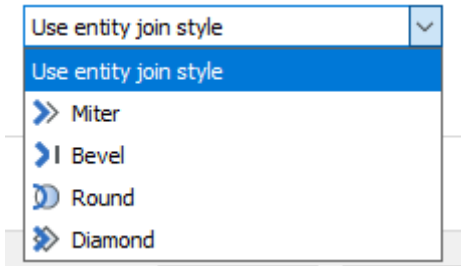 Use entity join style
Use entity join style
Miter
Bevel
Round
Diamond